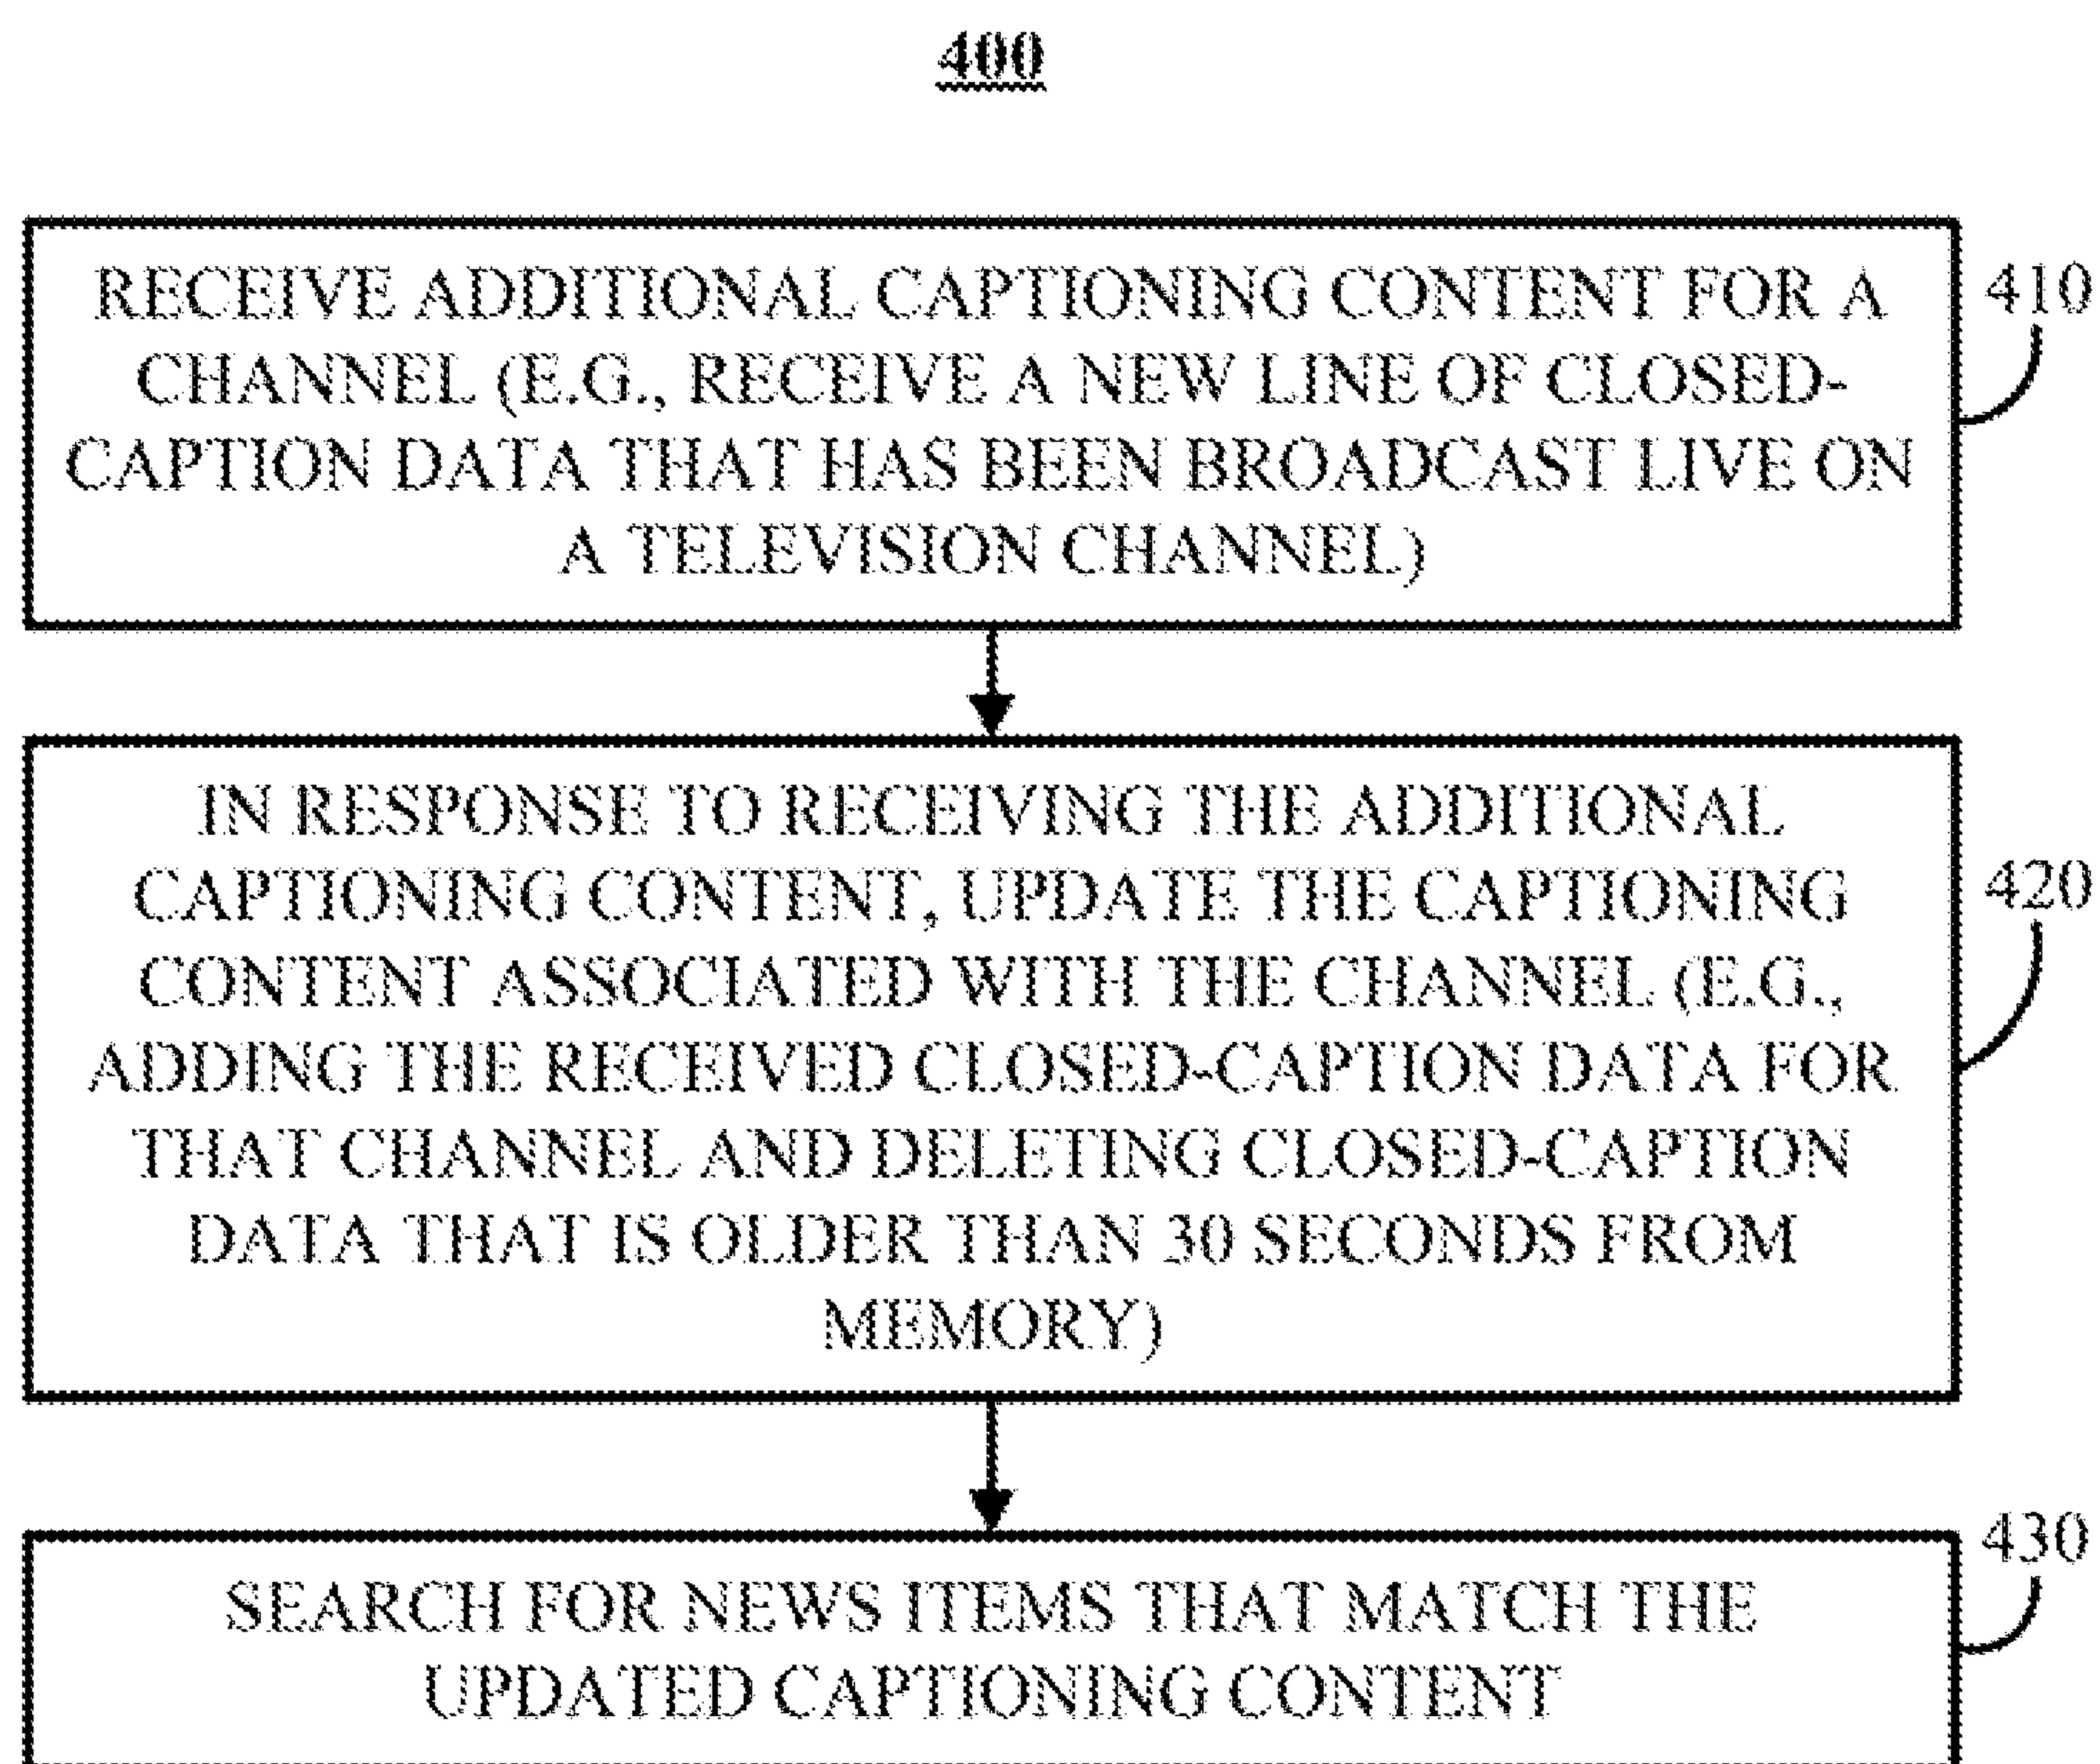 400
RECEIVE ADDITIONAL CAPTIONING CONTENT FOR A
CHANNEL (E.G., RECEIVE A NEW LINE OF CLOSED-
CAPTION DATA THAT HAS BEEN BROADCAST LIVE ON
A TELEVISION CHANNEL)
410
IN RESPONSE TO RECEIVING THE ADDITIONAL
CAPTIONING CONTENT, UPDATE THE CAPTIONING
CONTENT ASSOCIATED WITH THE CHANNEL (E.G.,
ADDING THE RECEIVED CLOSED-CAPTION DATA FOR
THAT CHANNEL AND DELETING CLOSED-CAPTION
DATA THAT IS OLDER THAN 30 SECONDS FROM
MEMORY)
420
SEARCH FOR NEWS ITEMS THAT MATCH THE
UPDATED CAPTIONING CONTENT
430